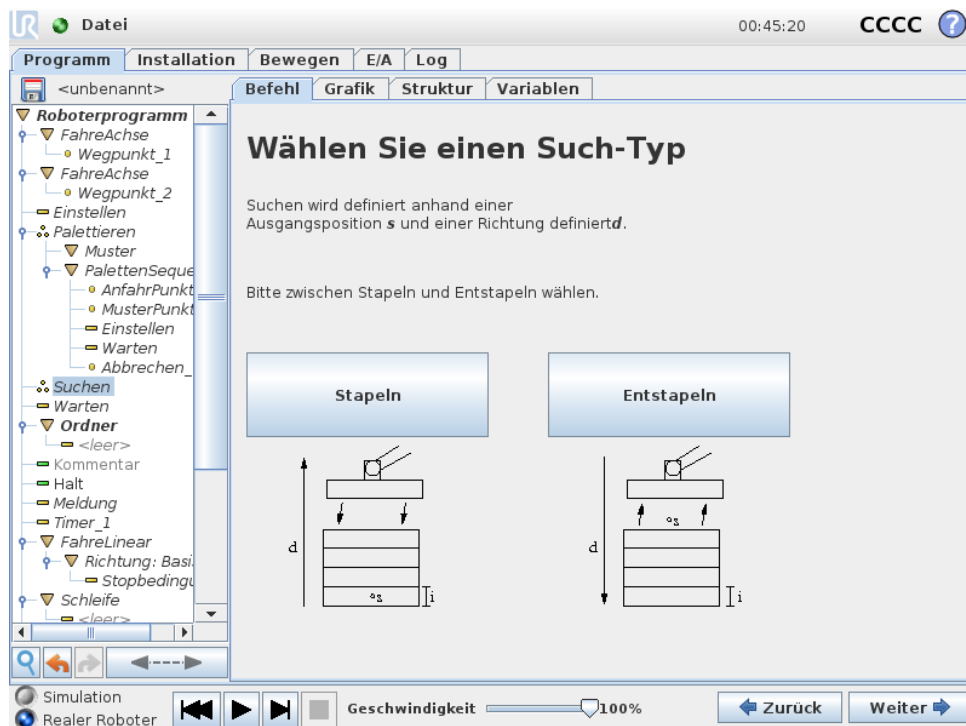 UR Datei 00:45:20 CCCC ?
Programm Installation Bewegen E/A Log
<unbenannt>
Befehl Grafik Struktur Variablen
Roboterprogramm
FahreAchse
Wegpunkt_1
FahreAchse
Wegpunkt_2
Einstellen
Palettieren
Muster
PalettenSeque
AnfahrPunkt
MusterPunkt
Einstellen
Warten
Abbrechen_
Suchen
Warten
Ordner
<leer>
Kommentar
Halt
Meldung
Timer_1
FahreLinear
Richtung: Basi
Stopbedingu
Schleife
<leer>
Wählen Sie einen Such-Typ
Suchen wird definiert anhand einer
Ausgangsposition s und einer Richtung definiertd.
Bitte zwischen Stapeln und Entstapeln wählen.
Stapeln
Entstapeln
d
s
i
d
s
i
Simulation
Realer Roboter
Geschwindigkeit 100%
Zurück
Weiter